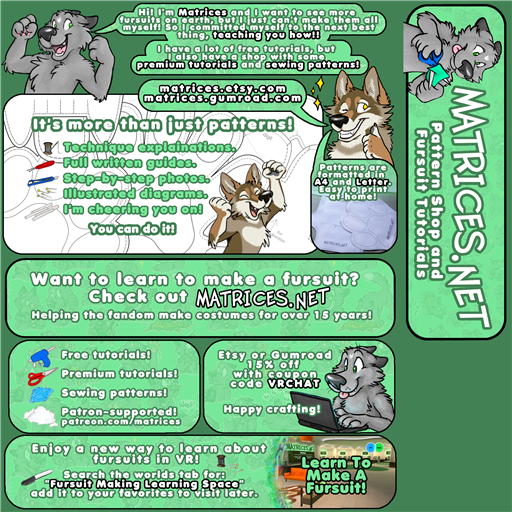 Hi! I'm Matrices and I want to see more
fursuits on earth, but I just can't make them all
myself! So I committed myself to the next best
thing, teaching you how!!
I have a lot of free tutorials, but
I also have a shop with some
premium tutorials and sewing patterns!
matrices.etsy.com
matrices.gumroad.com
It's more than just patterns!
Technique explainations.
Full written guides.
Step-by-step photos.
Illustrated diagrams.
I'm cheering you on!
You can do it!
Patterns are
formatted in
A4 and Letter.
Easy to print
at home!
MATRICES.NET
Pattern Shop and
Fursuit Tutorials
Want to learn to make a fursuit?
Check out MATRICES.NET
Helping the fandom make costumes for over 15 years!
Free tutorials!
Premium tutorials!
Sewing patterns!
Patron-supported!
patreon.com/matrices
Etsy or Gumroad
15% off
with coupon
code VRCHAT
Happy crafting!
Enjoy a new way to learn about
fursuits in VR!
Search the worlds tab for:
"Fursuit Making Learning Space"
add it to your favorites to visit later.
MATRICES
Learn To
Make A
Fursuit!